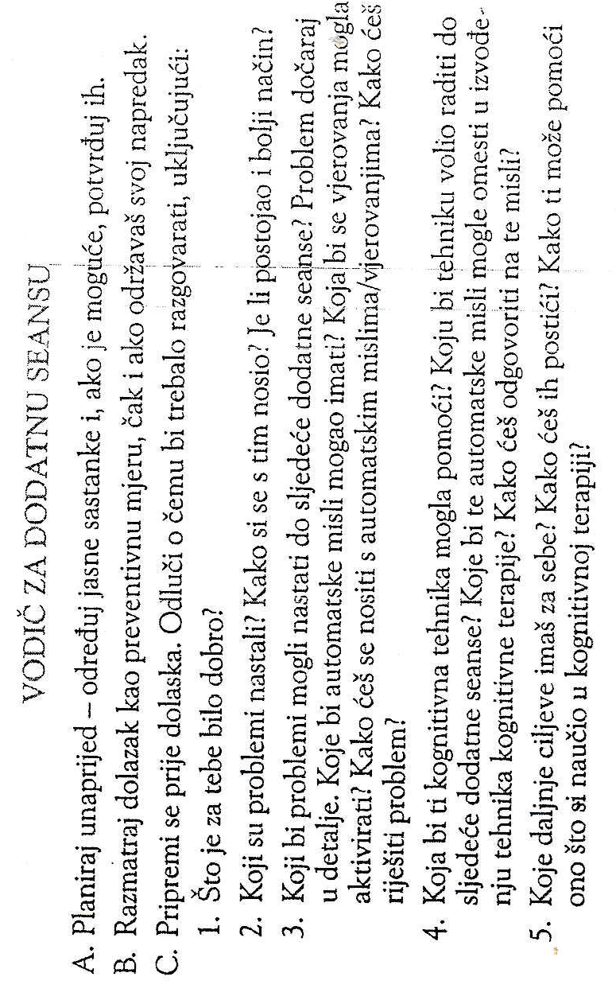 VODIČ ZA DODATNU SEANSU
A. Planiraj unaprijed – određuj jasne sastanke i, ako je moguće, potvrđuj ih.
B. Razmatraj dolazak kao preventivnu mjeru, čak i ako održavaš svoj napredak.
C. Pripremi se prije dolaska. Odluči o čemu bi trebalo razgovarati, uključujući:
1. Što je za tebe bilo dobro?
2. Koji su problemi nastali? Kako si se s tim nosio? Je li postojao i bolji način?
3. Koji bi problemi mogli nastati do sljedeće dodatne seanse? Problem dočaraj
u detalje. Koje bi automatske misli mogao imati? Koja bi se vjerovanja mogla
aktivirati? Kako ćeš se nositi s automatskim mislima/vjerovanjima? Kako ćeš
riješiti problem?
4. Koja bi ti kognitivna tehnika mogla pomoći? Koju bi tehniku volio raditi do
sljedeće dodatne seanse? Koje bi te automatske misli mogle omesti u izvođe-
nju tehnika kognitivne terapije? Kako ćeš odgovoriti na te misli?
5. Koje daljnje ciljeve imaš za sebe? Kako ćeš ih postići? Kako ti može pomoći
ono što si naučio u kognitivnoj terapiji?